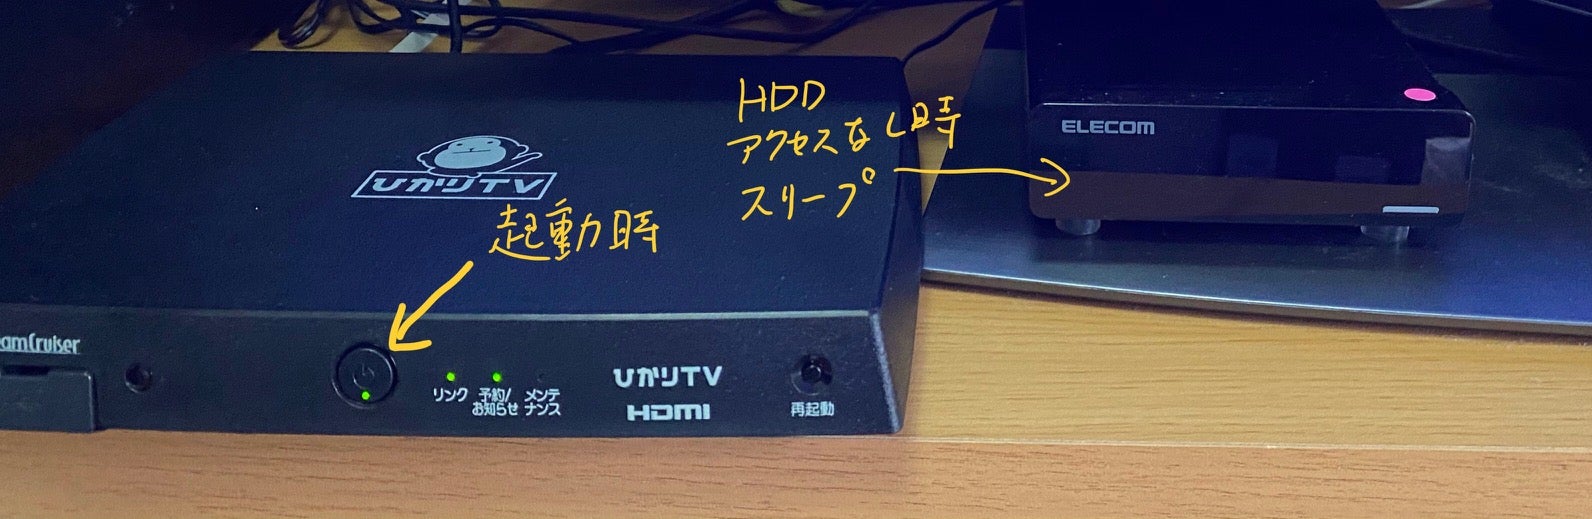 ひかりTV
起動時
HDD
アクセスなし時
スリープ
ELECOM
amCruiser
リンク
予約/
お知らせ
メンテ
ナンス
ひかりTV
HDMI
再起動